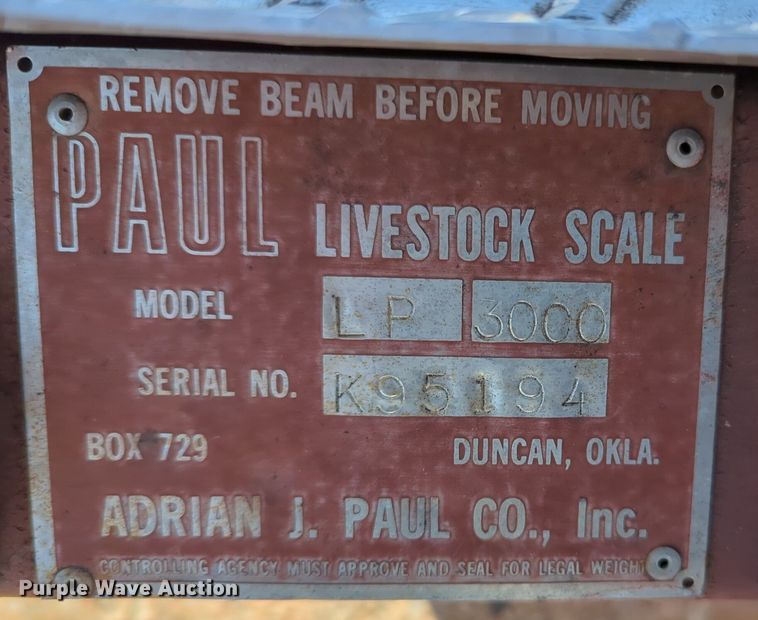 REMOVE BEAM BEFORE MOVING
PAUL LIVESTOCK SCALE
MODEL LP 3000
SERIAL NO. K95194
BOX 729 DUNCAN, OKLA.
ADRIAN J. PAUL CO., Inc.
CONTROLLING AGENCY MUST APPROVE AND SEAL FOR LEGAL WEIGHT
Purple Wave Auction